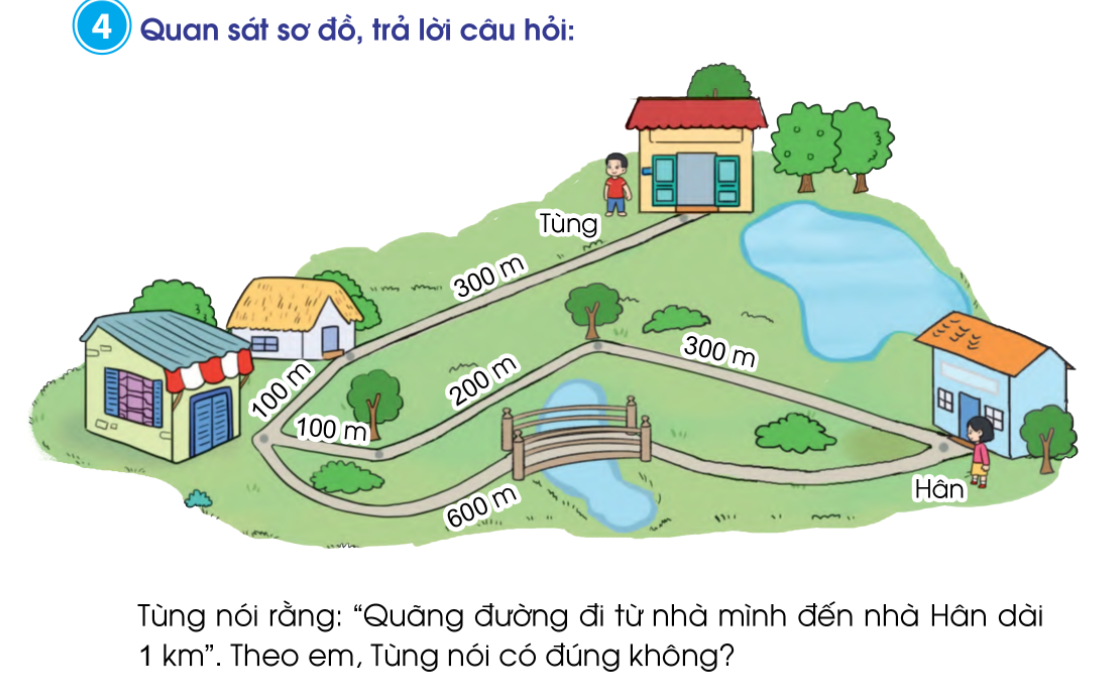 4 Quan sát sơ đồ, trả lời câu hỏi:
Tùng
300 m
300 m
200 m
100 m
100 m
Hân
600 m
Tùng nói rằng: “Quãng đường đi từ nhà mình đến nhà Hân dài
1 km”. Theo em, Tùng nói có đúng không?